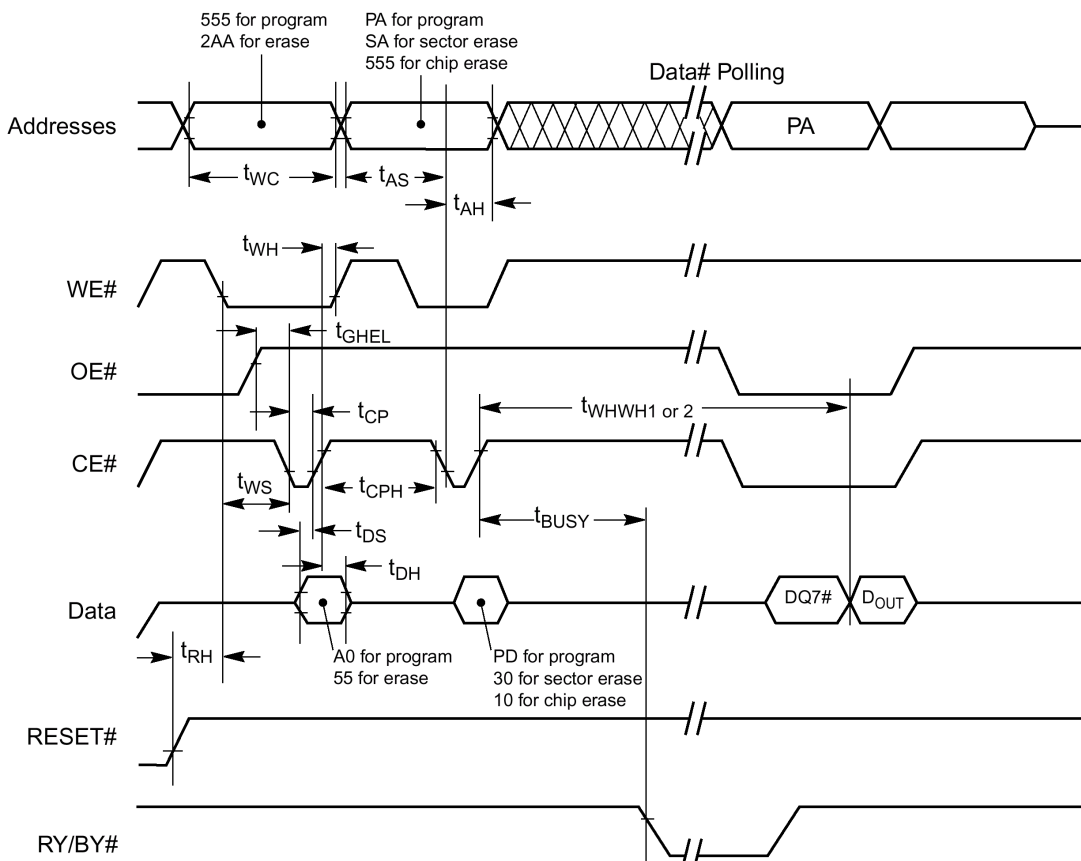 555 for program
2AA for erase
PA for program
SA for sector erase
555 for chip erase
Data# Polling
Addresses
PA
tWC
tAS
tAH
tWH
WE#
tGHEL
OE#
tWHWH1 or 2
tCP
CE#
tWS
tCPH
tBUSY
tDS
tDH
Data
DQ7#
DOUT
tRH
A0 for program
55 for erase
PD for program
30 for sector erase
10 for chip erase
RESET#
RY/BY#